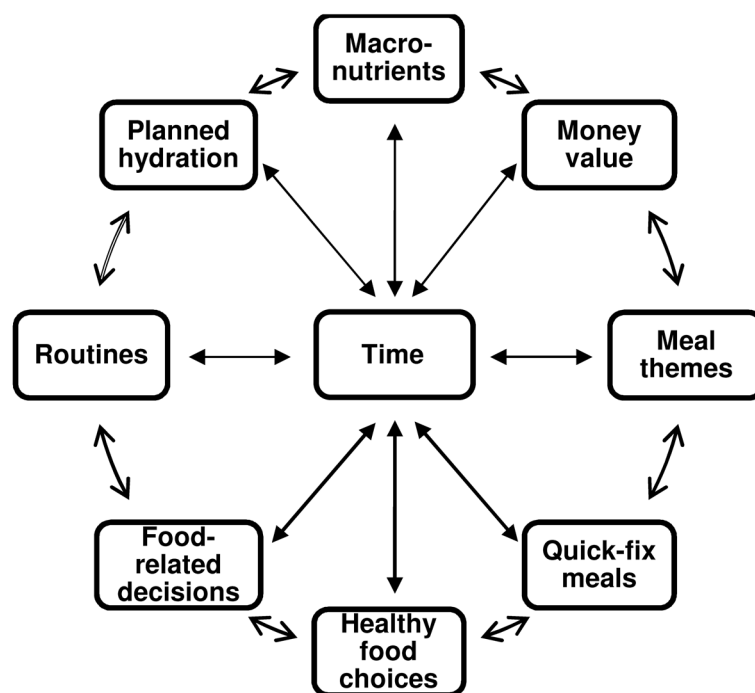 Macro-
nutrients
Planned
hydration
Money
value
Routines
Time
Meal
themes
Food-
related
decisions
Quick-fix
meals
Healthy
food
choices